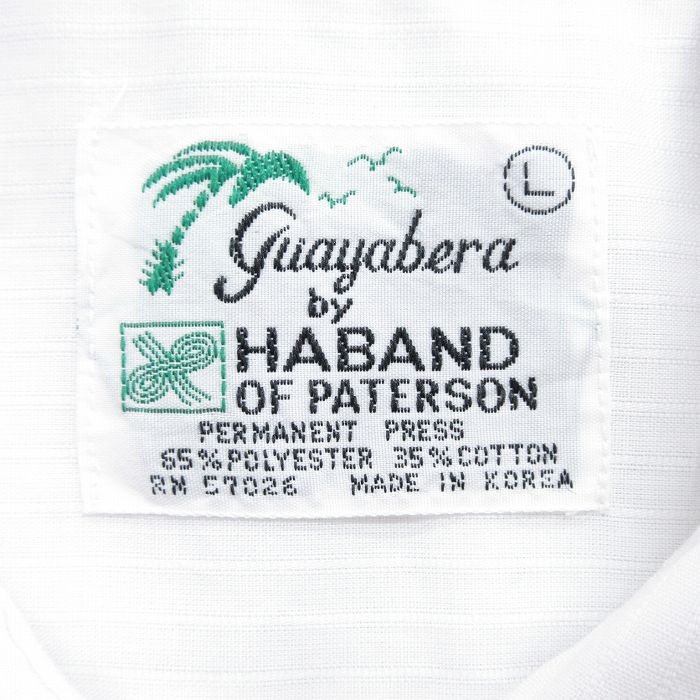 L
Guayabera
by
HABAND
OF PATERSON
PERMANENT PRESS
65% POLYESTER 35% COTTON
RN 57026 MADE IN KOREA